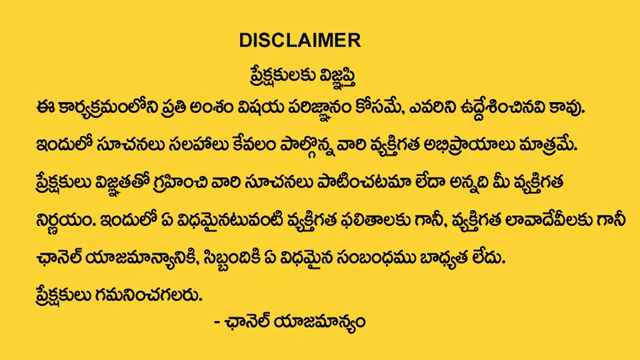 DISCLAIMER
ప్రేక్షకులకు విజ్ఞప్తి
ఈ కార్యక్రమంలోని ప్రతి అంశం విషయ పరిజ్ఞానం కోసమే, ఎవరిని ఉద్దేశించినవి కావు.
ఇందులో సూచనలు సలహాలు కేవలం పాల్గొన్న వారి వ్యక్తిగత అభిప్రాయాలు మాత్రమే.
ప్రేక్షకులు విజ్ఞతతో గ్రహించి వారి సూచనలు పాటించటమా లేదా అన్నది మీ వ్యక్తిగత
నిర్ణయం. ఇందులో ఏ విధమైనటువంటి వ్యక్తిగత ఫలితాలకు గానీ, వ్యక్తిగత లావాదేవీలకు గానీ
ఛానెల్ యాజమాన్యానికి, సిబ్బందికి ఏ విధమైన సంబంధము బాధ్యత లేదు.
ప్రేక్షకులు గమనించగలరు.
- ఛానెల్ యాజమాన్యం